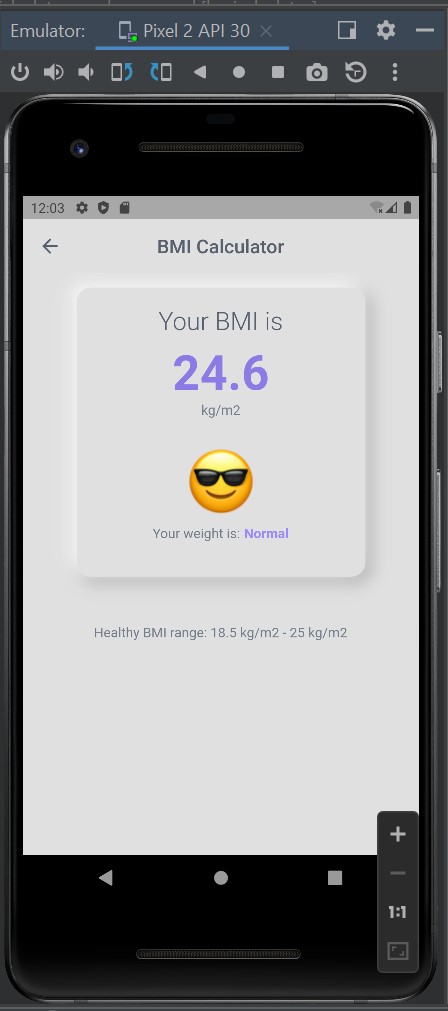 Emulator: Pixel 2 API 30
12:03
BMI Calculator
Your BMI is
24.6
kg/m2
Your weight is: Normal
Healthy BMI range: 18.5 kg/m2 - 25 kg/m2
1:1